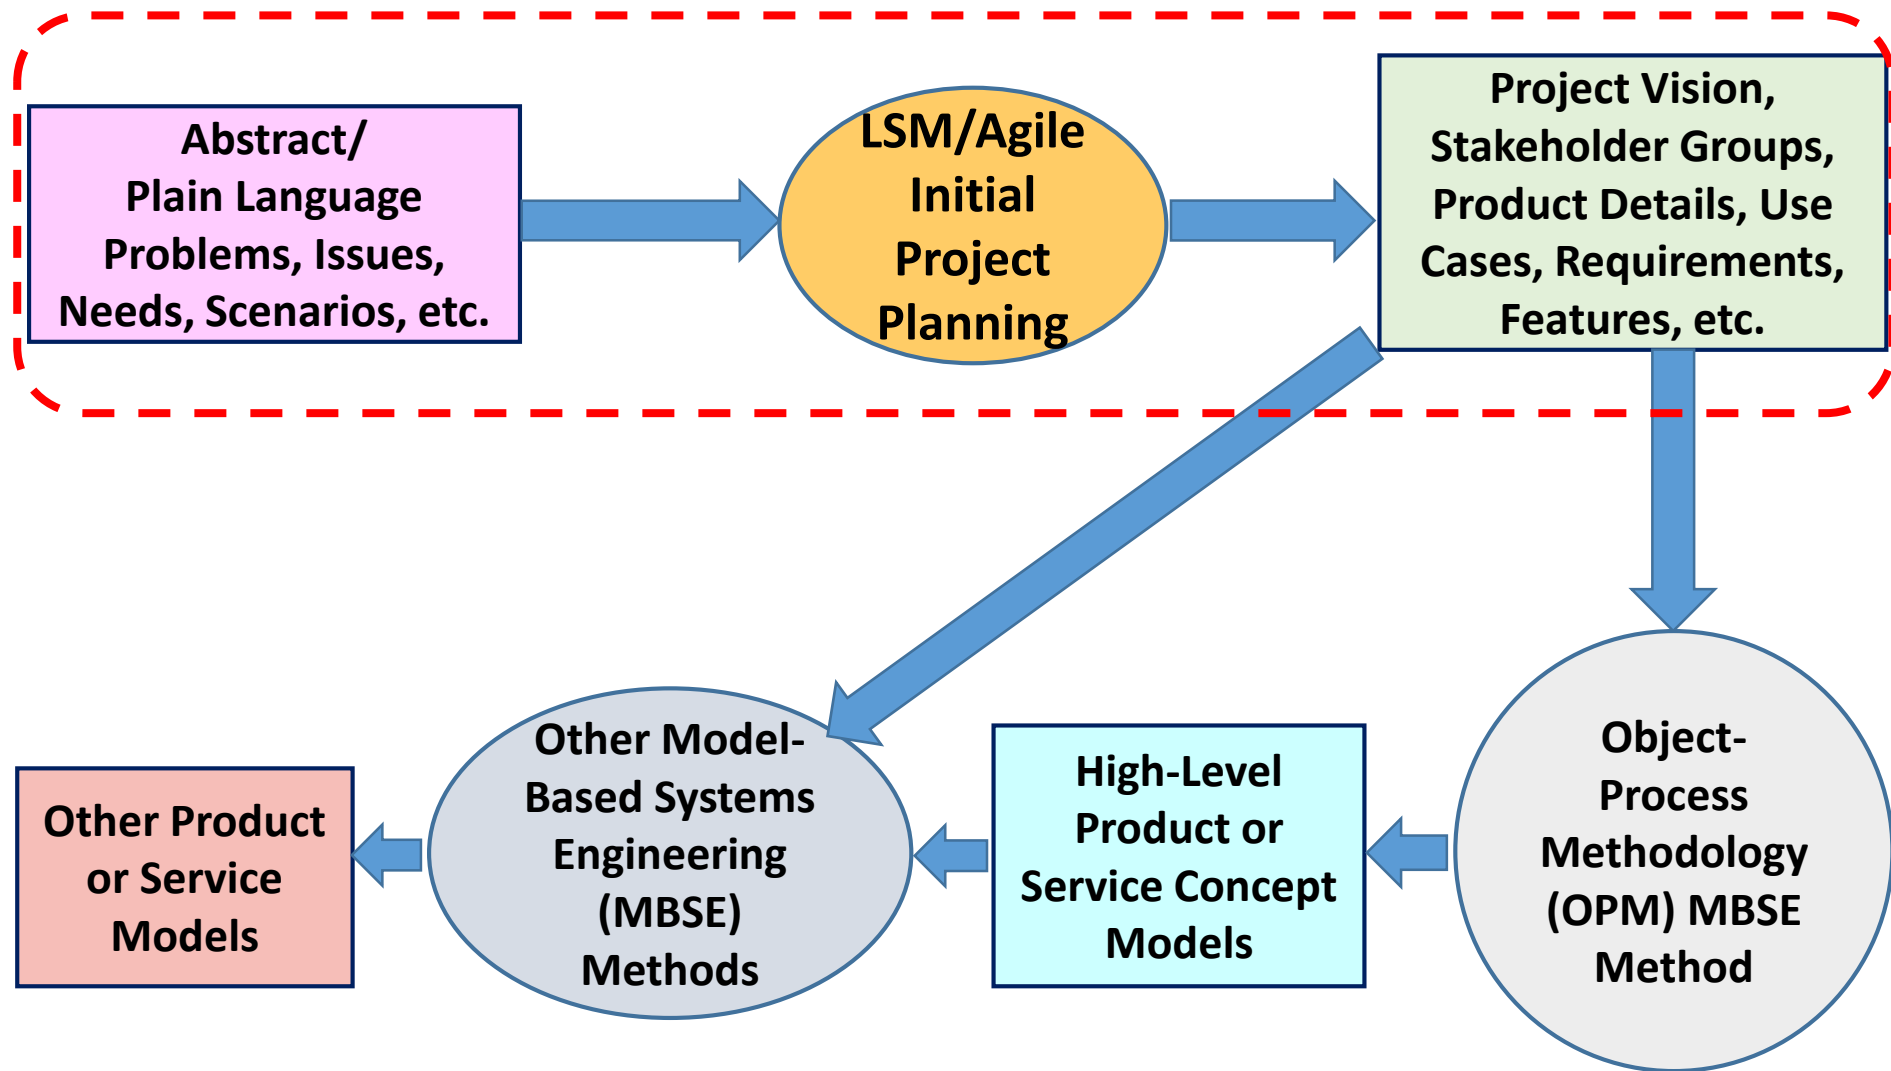 Abstract/
Plain Language
Problems, Issues,
Needs, Scenarios, etc.
LSM/Agile
Initial
Project
Planning
Project Vision,
Stakeholder Groups,
Product Details, Use
Cases, Requirements,
Features, etc.
Object-
Process
Methodology
(OPM) MBSE
Method
High-Level
Product or
Service Concept
Models
Other Model-
Based Systems
Engineering
(MBSE)
Methods
Other Product
or Service
Models